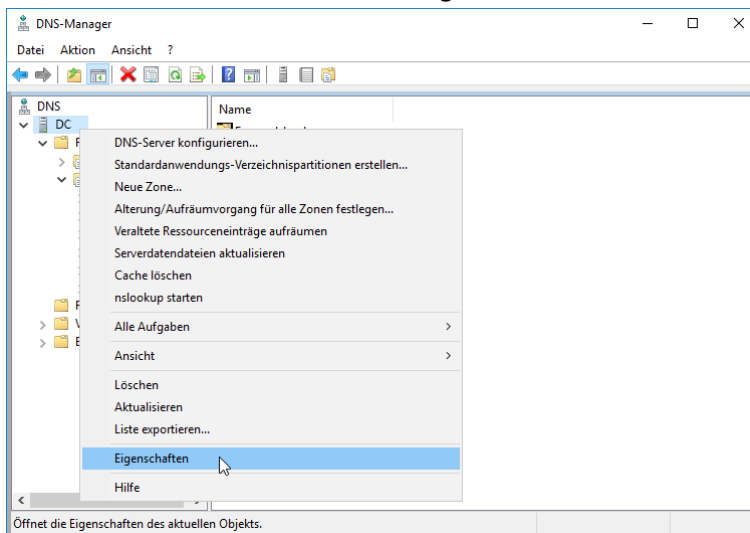 DNS-Manager
Datei Aktion Ansicht ?
DNS
Name
DC
DNS-Server konfigurieren...
Standardanwendungs-Verzeichnispartitionen erstellen...
Neue Zone...
Alterung/Aufräumvorgang für alle Zonen festlegen...
Veraltete Ressourceneinträge aufräumen
Serverdatendateien aktualisieren
Cache löschen
nslookup starten
Alle Aufgaben
Ansicht
Löschen
Aktualisieren
Liste exportieren...
Eigenschaften
Hilfe
Öffnet die Eigenschaften des aktuellen Objekts.